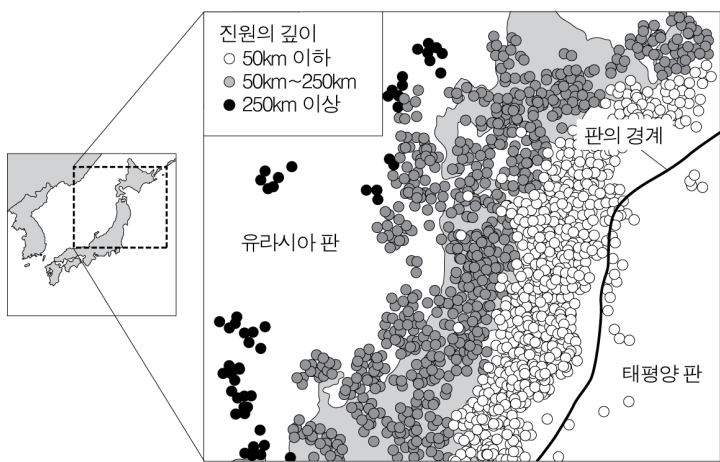 진원의 깊이
50km 이하
50km~250km
250km 이상
판의 경계
유라시아 판
태평양 판